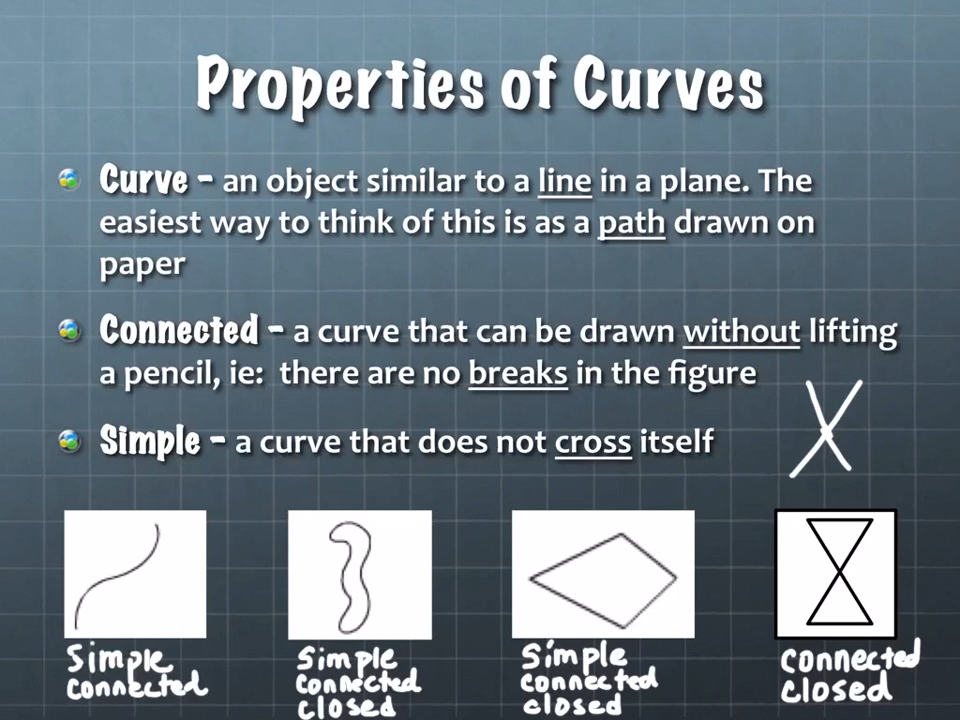 Properties of Curves
Curve - an object similar to a line in a plane. The
easiest way to think of this is as a path drawn on
paper
Connected - a curve that can be drawn without lifting
a pencil, ie: there are no breaks in the figure
Simple - a curve that does not cross itself
Simple
connected
Simple
connected
closed
Simple
connected
closed
connected
closed